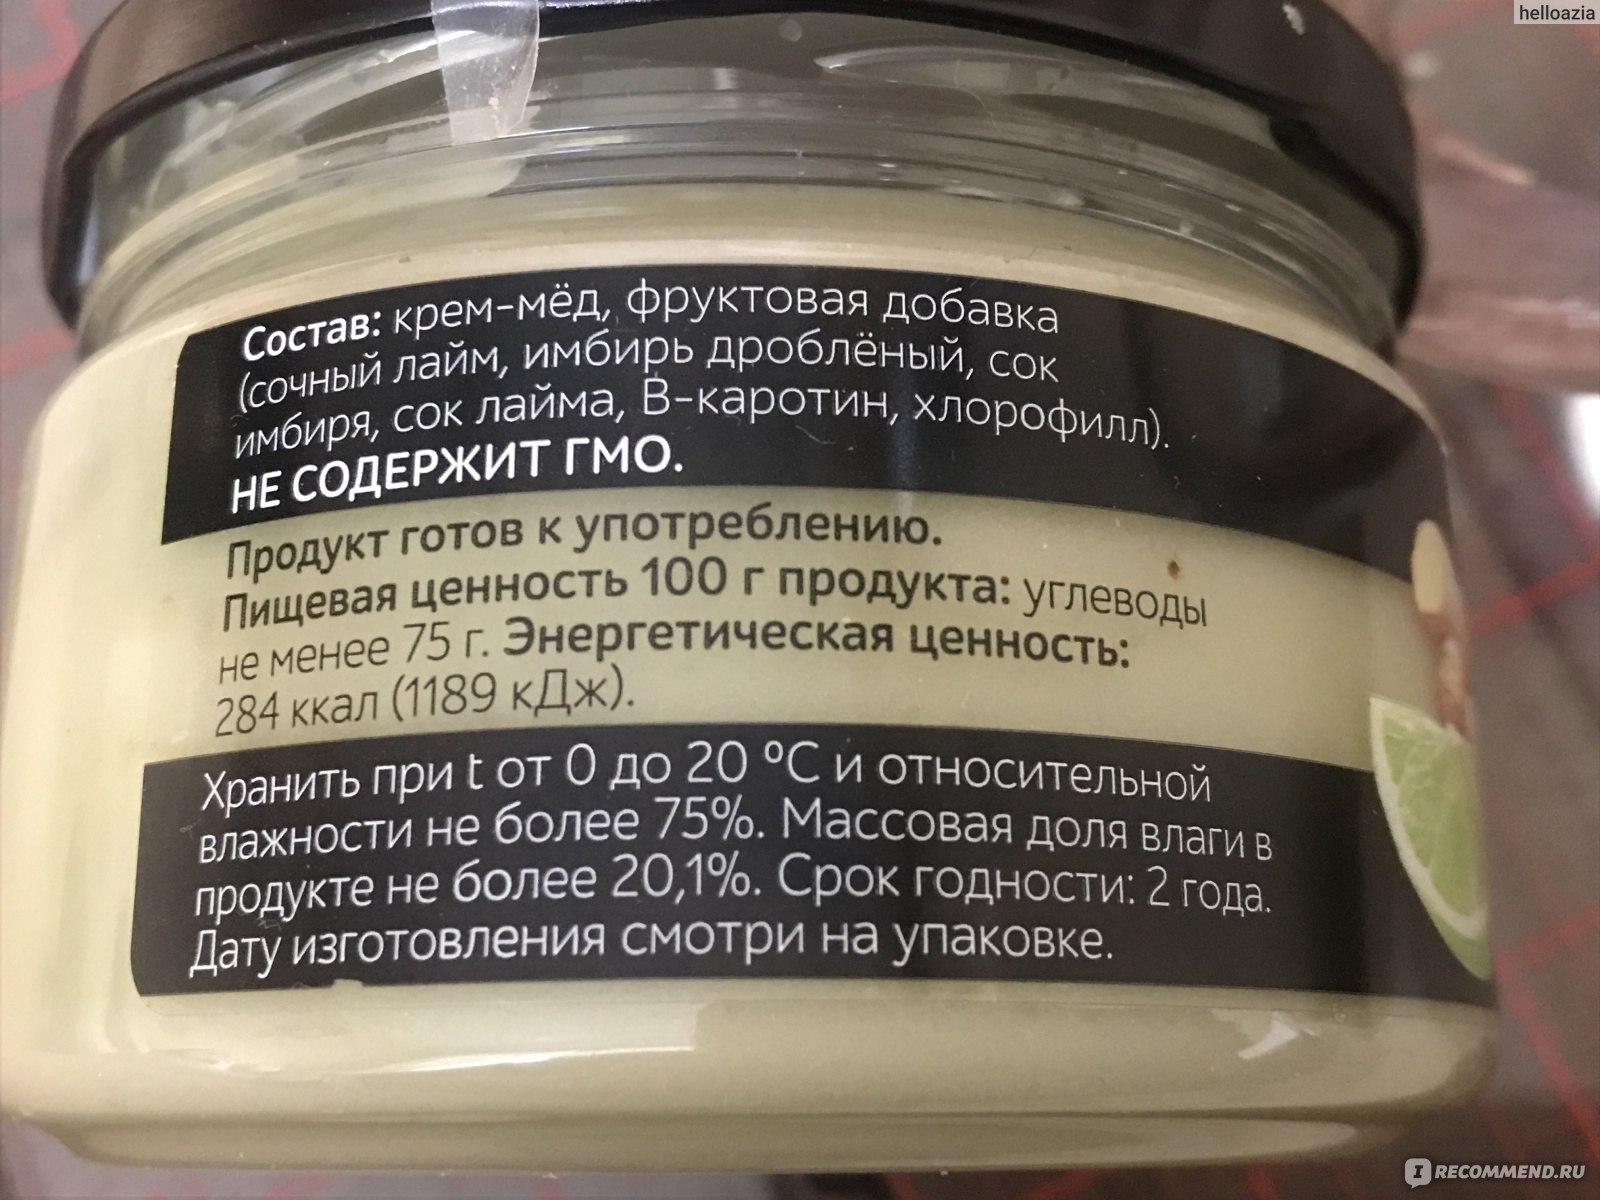 helloazia
Состав: крем-мёд, фруктовая добавка
(сочный лайм, имбирь дроблёный, сок
имбиря, сок лайма, В-каротин, хлорофилл).
НЕ СОДЕРЖИТ ГМО.
Продукт готов к употреблению.
Пищевая ценность 100 г продукта: углеводы
не менее 75 г. Энергетическая ценность:
284 ккал (1189 кДж).
Хранить при t от 0 до 20 ºС и относительной
влажности не более 75%. Массовая доля влаги в
продукте не более 20,1%. Срок годности: 2 года.
Дату изготовления смотри на упаковке.
I RECOMMEND.RU